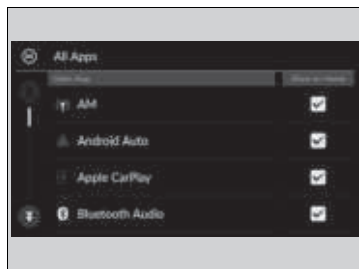 All Apps
AM
Android Auto
Apple CarPlay
Bluetooth Audio